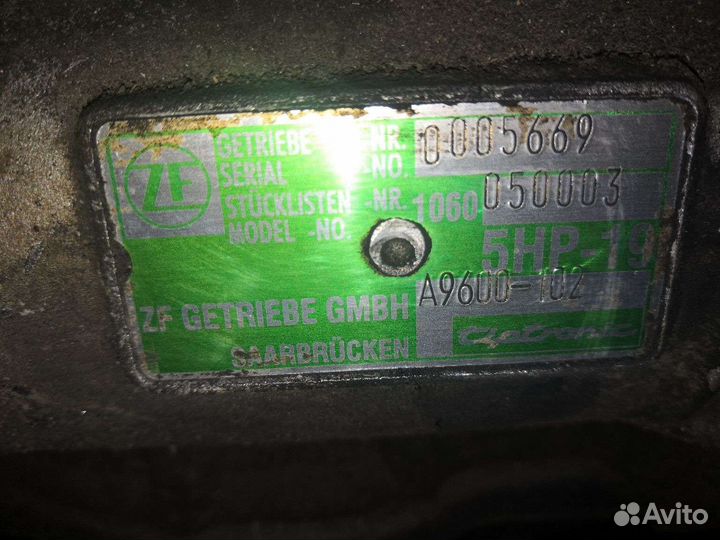 ZF
GETRIEBE -NR. 0005669
SERIAL -NO.
STÜCKLISTEN -NR. 1060 050003
MODEL -NO.
5HP-19
ZF GETRIEBE GMBH A9600-102
SAARBRÜCKEN tiptronic
Avito